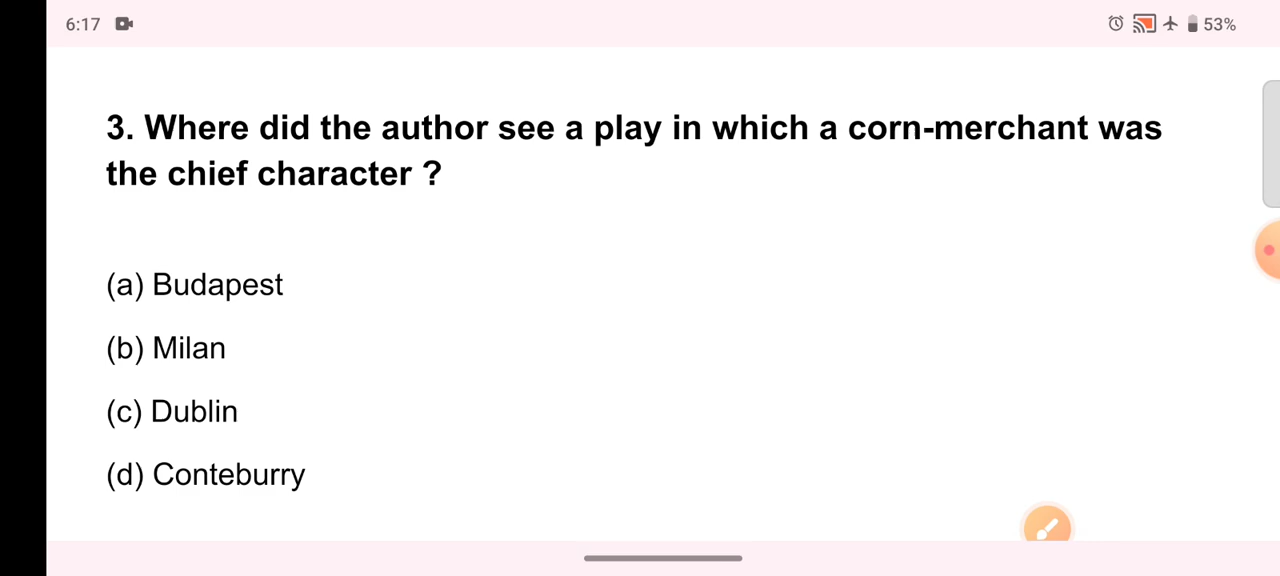 6:17 53%
3. Where did the author see a play in which a corn-merchant was
the chief character ?
(a) Budapest
(b) Milan
(c) Dublin
(d) Conteburry